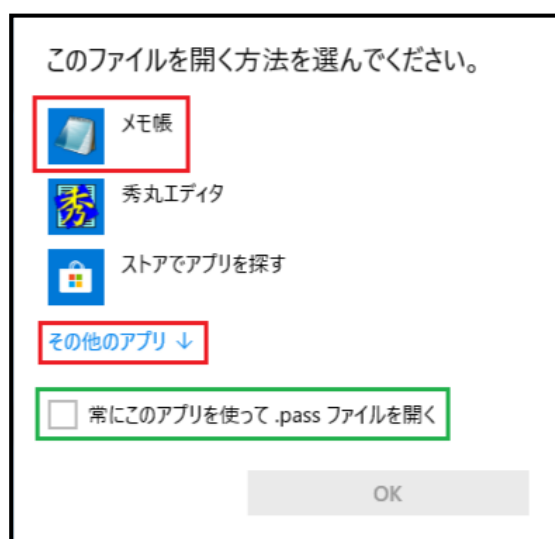 このファイルを開く方法を選んでください。
メモ帳
秀
秀丸エディタ
ストアでアプリを探す
その他のアプリ ↓
常にこのアプリを使って .pass ファイルを開く
OK